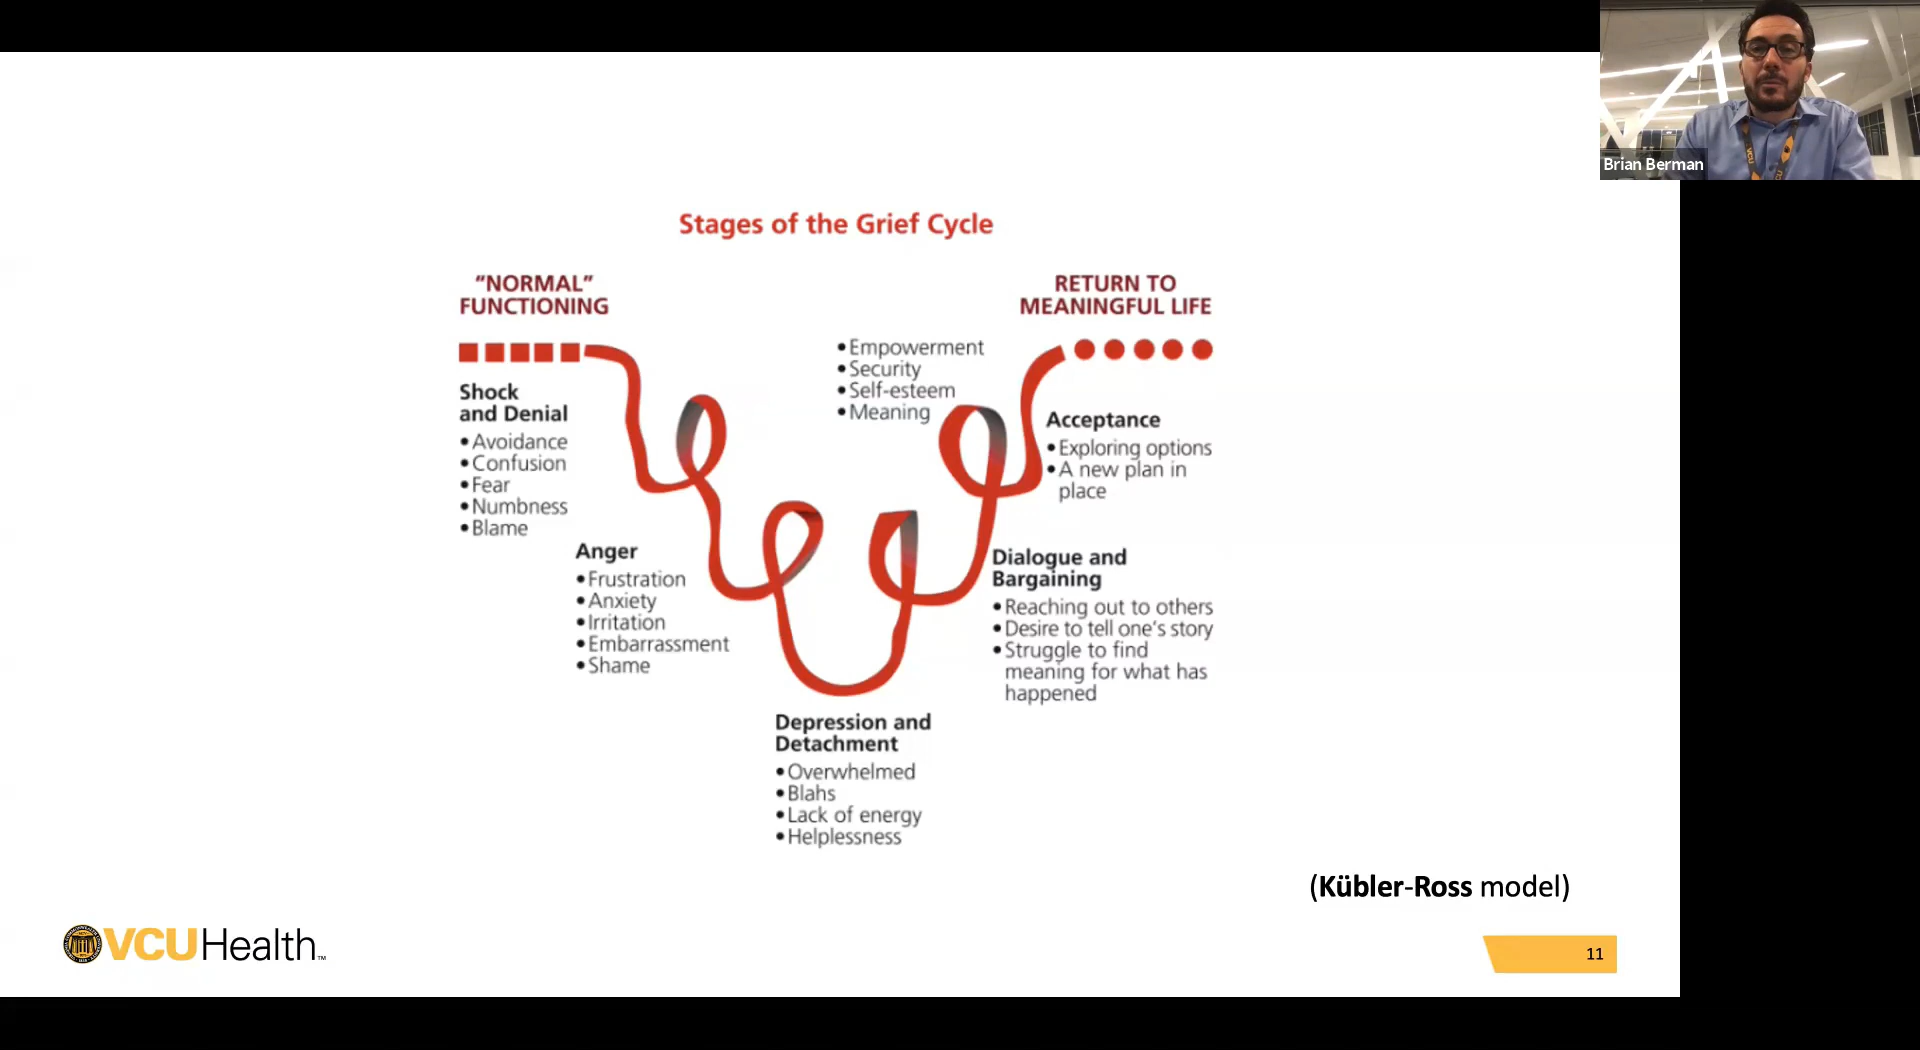 Brian Berman
Stages of the Grief Cycle
“NORMAL”
FUNCTIONING
RETURN TO
MEANINGFUL LIFE
Shock
and Denial
•Avoidance
•Confusion
•Fear
•Numbness
•Blame
Anger
•Frustration
•Anxiety
•Irritation
•Embarrassment
•Shame
Depression and
Detachment
•Overwhelmed
•Blahs
•Lack of energy
•Helplessness
Dialogue and
Bargaining
•Reaching out to others
•Desire to tell one’s story
•Struggle to find
meaning for what has
happened
•Empowerment
•Security
•Self-esteem
•Meaning
Acceptance
•Exploring options
•A new plan in
place
(Kübler-Ross model)
VCUHealth™
11